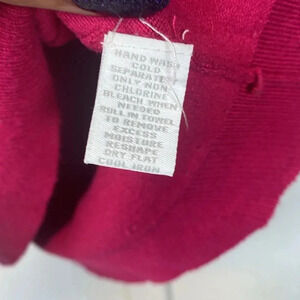 HAND WASH
COLD
SEPARATELY
ONLY NON
CHLORINE
BLEACH WHEN
NEEDED
ROLL IN TOWEL
TO REMOVE
EXCESS
MOISTURE
RESHAPE
DRY FLAT
COOL IRON